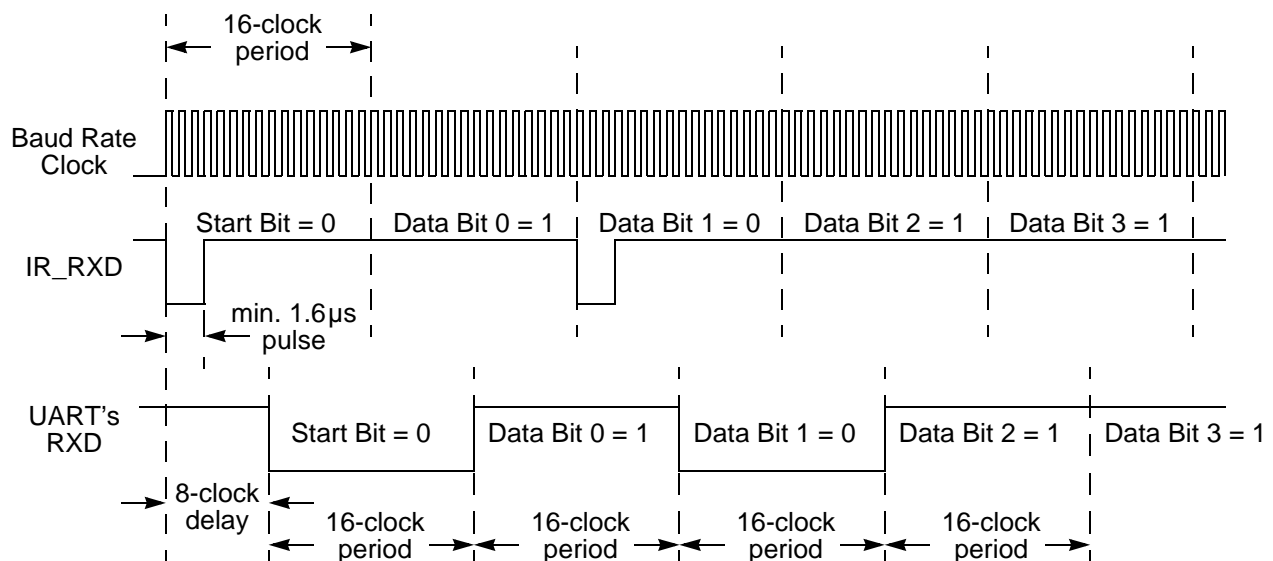 16-clock
period
Baud Rate
Clock
Start Bit = 0
Data Bit 0 = 1
Data Bit 1 = 0
Data Bit 2 = 1
Data Bit 3 = 1
IR_RXD
min. 1.6µs
pulse
UART's
RXD
Start Bit = 0
Data Bit 0 = 1
Data Bit 1 = 0
Data Bit 2 = 1
Data Bit 3 = 1
8-clock
delay
16-clock
period
16-clock
period
16-clock
period
16-clock
period